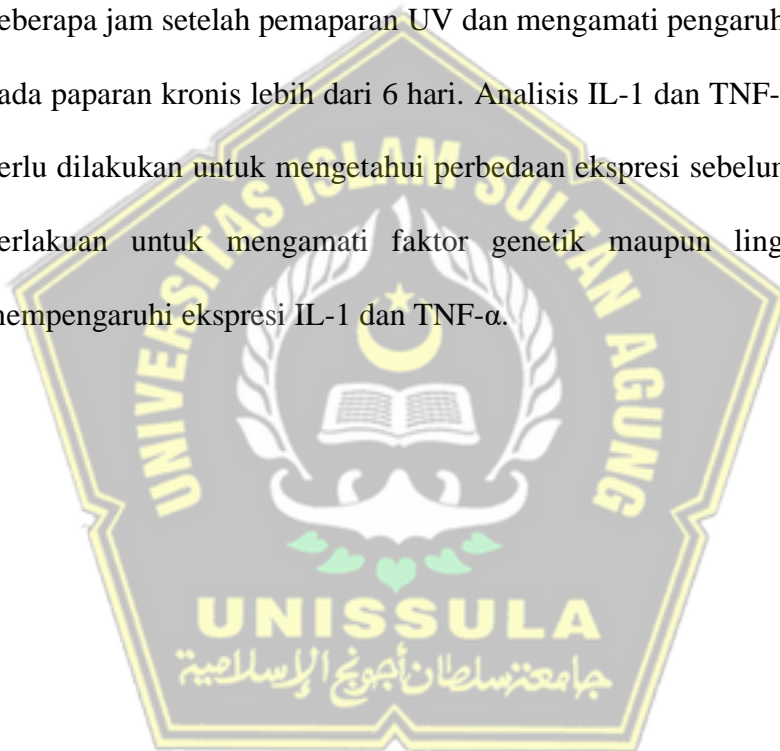 eberapa jam setelah pemaparan UV dan mengamati pengaruh
ada paparan kronis lebih dari 6 hari. Analisis IL-1 dan TNF-
erlu dilakukan untuk mengetahui perbedaan ekspresi sebelum
erlakuan untuk mengamati faktor genetik maupun ling
mempengaruhi ekspresi IL-1 dan TNF-α.
UNIVERSITAS ISLAM SULTAN AGUNG
UNISSULA
جامعة سلطان أجونج الإسلامية